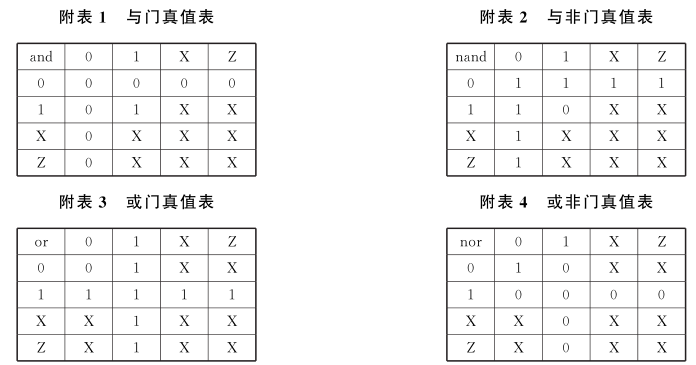 附表 1 与门真值表
and 0 1 X Z
0 0 0 0 0
1 0 1 X X
X 0 X X X
Z 0 X X X
附表 2 与非门真值表
nand 0 1 X Z
0 1 1 1 1
1 1 0 X X
X 1 X X X
Z 1 X X X
附表 3 或门真值表
or 0 1 X Z
0 0 1 X X
1 1 1 1 1
X X 1 X X
Z X 1 X X
附表 4 或非门真值表
nor 0 1 X Z
0 1 0 X X
1 0 0 0 0
X X 0 X X
Z X 0 X X